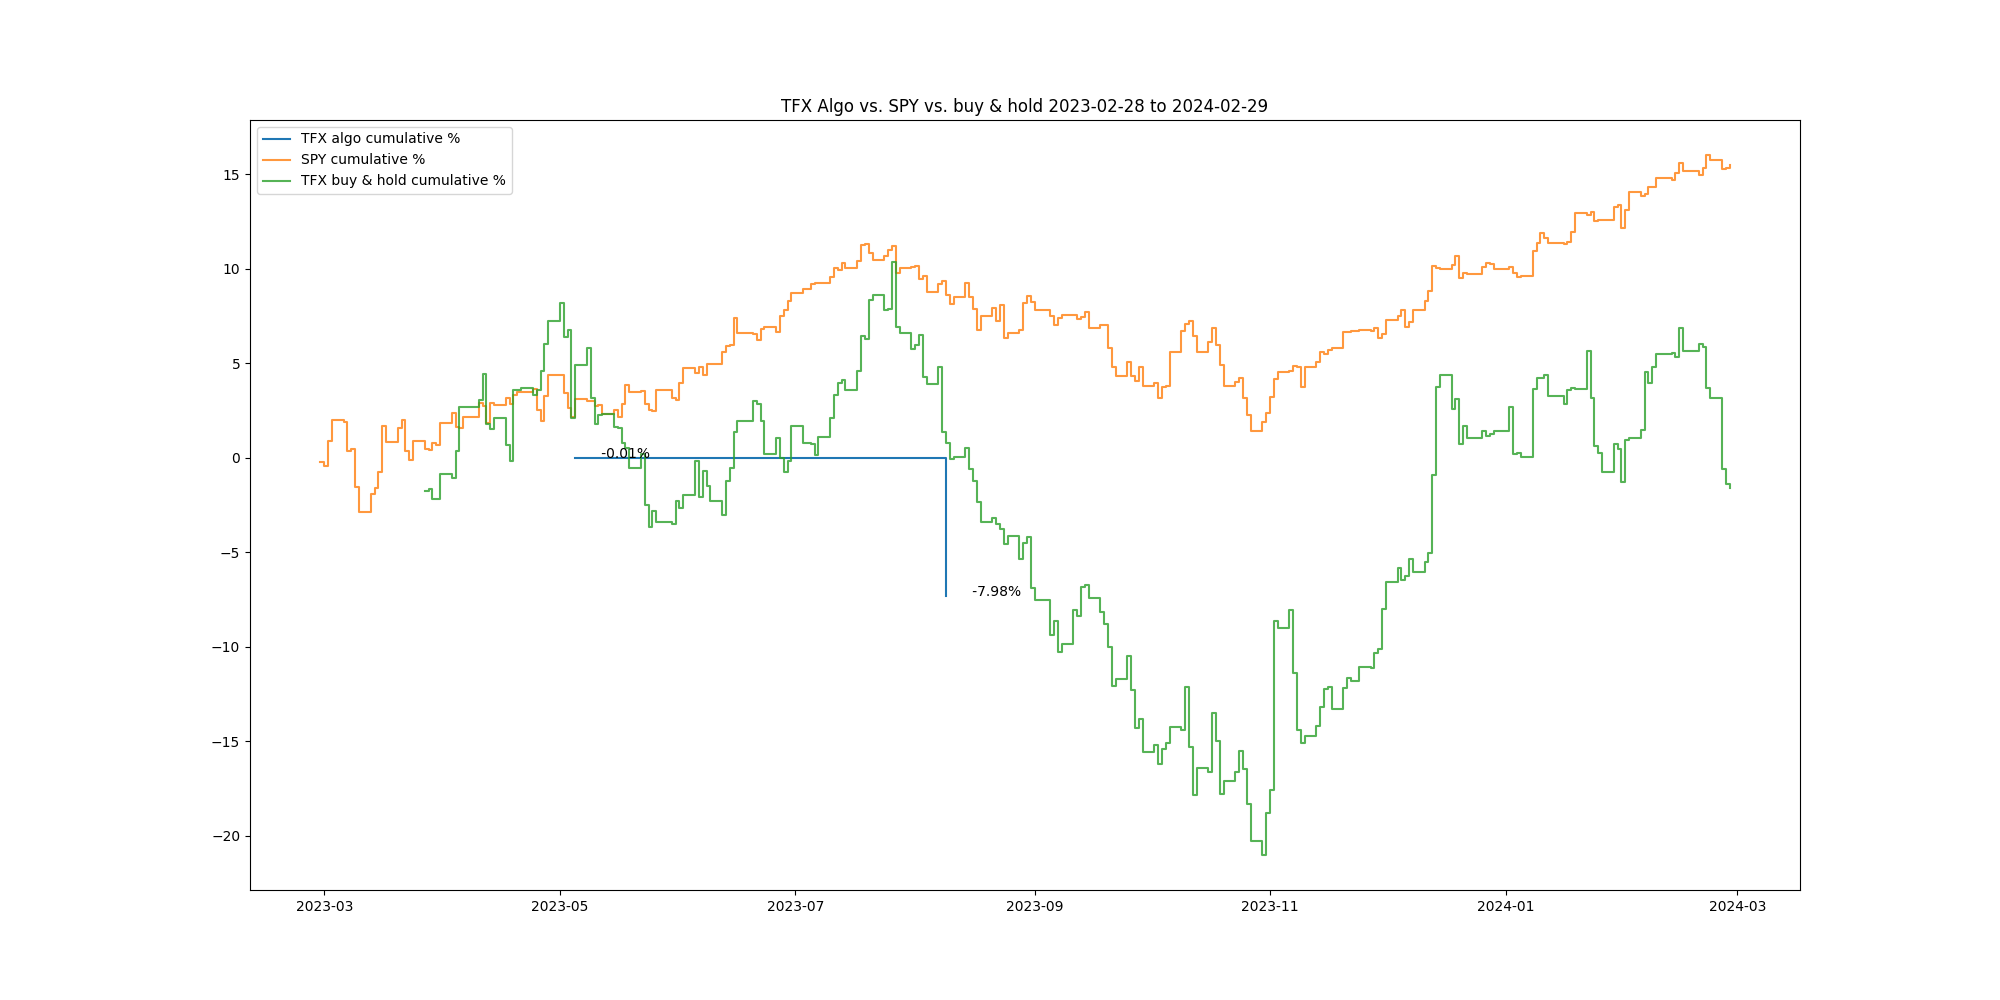 TFX Algo vs. SPY vs. buy & hold 2023-02-28 to 2024-02-29
TFX algo cumulative %
SPY cumulative %
TFX buy & hold cumulative %
15
10
5
0
−5
−10
−15
−20
-0.01%
-7.98%
2023-03 2023-05 2023-07 2023-09 2023-11 2024-01 2024-03